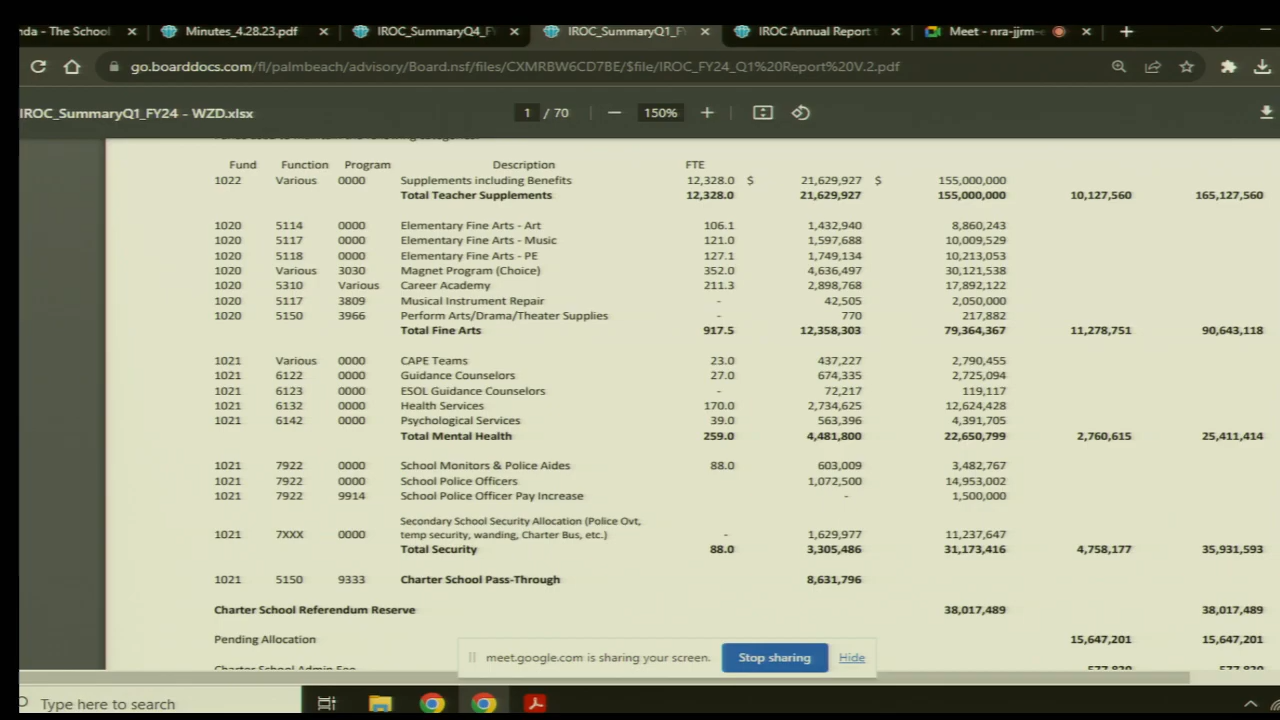 nda - The School
Minutes_4.28.23.pdf
IROC_SummaryQ4_F
IROC_SummaryQ1_F
IROC Annual Report
Meet - nra-jjrm-
go.boarddocs.com/fl/palmbeach/advisory/Board.nsf/files/CXMRBW6CD7BE/$file/IROC_FY24_Q1%20Report%20V.2.pdf
IROC_SummaryQ1_FY24 - WZD.xlsx 1 / 70 150%
Fund Function Program Description FTE
1022 Various 0000 Supplements including Benefits 12,328.0 $ 21,629,927 $ 155,000,000
Total Teacher Supplements 12,328.0 21,629,927 155,000,000 10,127,560 165,127,560
1020 5114 0000 Elementary Fine Arts - Art 106.1 1,432,940 8,860,243
1020 5117 0000 Elementary Fine Arts - Music 121.0 1,597,688 10,009,529
1020 5118 0000 Elementary Fine Arts - PE 127.1 1,749,134 10,213,053
1020 Various 3030 Magnet Program (Choice) 352.0 4,636,497 30,121,538
1020 5310 Various Career Academy 211.3 2,898,768 17,892,122
1020 5117 3809 Musical Instrument Repair - 42,505 2,050,000
1020 5150 3966 Perform Arts/Drama/Theater Supplies - 770 217,882
Total Fine Arts 917.5 12,358,303 79,364,367 11,278,751 90,643,118
1021 Various 0000 CAPE Teams 23.0 437,227 2,790,455
1021 6122 0000 Guidance Counselors 27.0 674,335 2,725,094
1021 6123 0000 ESOL Guidance Counselors - 72,217 119,117
1021 6132 0000 Health Services 170.0 2,734,625 12,624,428
1021 6142 0000 Psychological Services 39.0 563,396 4,391,705
Total Mental Health 259.0 4,481,800 22,650,799 2,760,615 25,411,414
1021 7922 0000 School Monitors & Police Aides 88.0 603,009 3,482,767
1021 7922 0000 School Police Officers 1,072,500 14,953,002
1021 7922 9914 School Police Officer Pay Increase - 1,500,000
Secondary School Security Allocation (Police Ovt,
1021 7XXX 0000 temp security, wanding, Charter Bus, etc.) - 1,629,977 11,237,647
Total Security 88.0 3,305,486 31,173,416 4,758,177 35,931,593
1021 5150 9333 Charter School Pass-Through 8,631,796
Charter School Referendum Reserve 38,017,489 38,017,489
Pending Allocation 15,647,201 15,647,201
Charter School Admin Fee
meet.google.com is sharing your screen. Stop sharing Hide
Type here to search